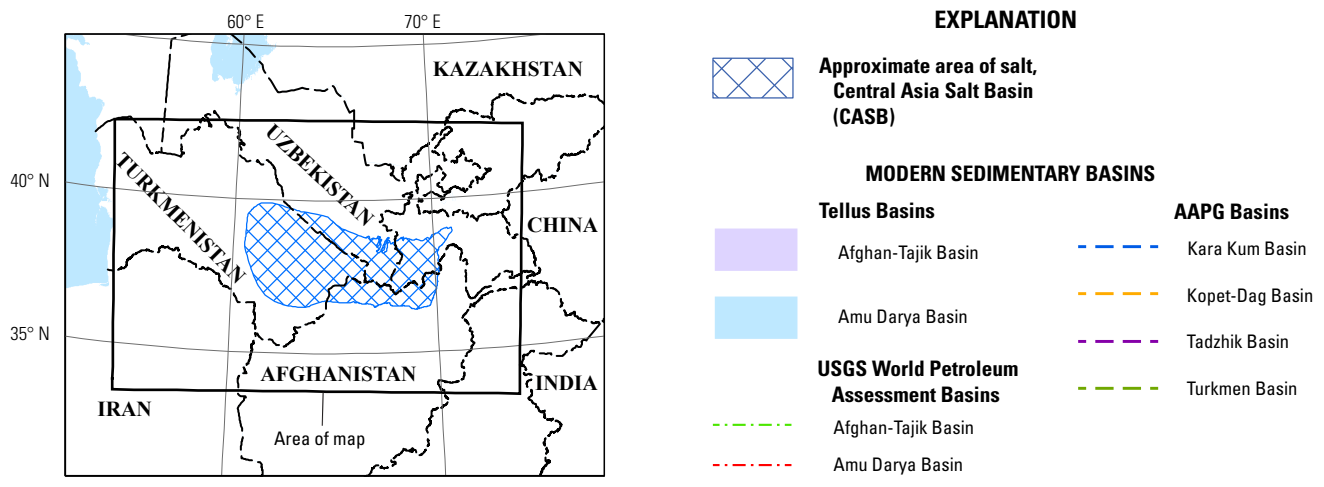 60° E
70° E
KAZAKHSTAN
UZBEKISTAN
40° N
TURKMENISTAN
CHINA
35° N
AFGHANISTAN
INDIA
IRAN
Area of map
EXPLANATION
Approximate area of salt,
Central Asia Salt Basin
(CASB)
MODERN SEDIMENTARY BASINS
Tellus Basins
Afghan-Tajik Basin
Amu Darya Basin
USGS World Petroleum
Assessment Basins
Afghan-Tajik Basin
Amu Darya Basin
AAPG Basins
Kara Kum Basin
Kopet-Dag Basin
Tadzhik Basin
Turkmen Basin